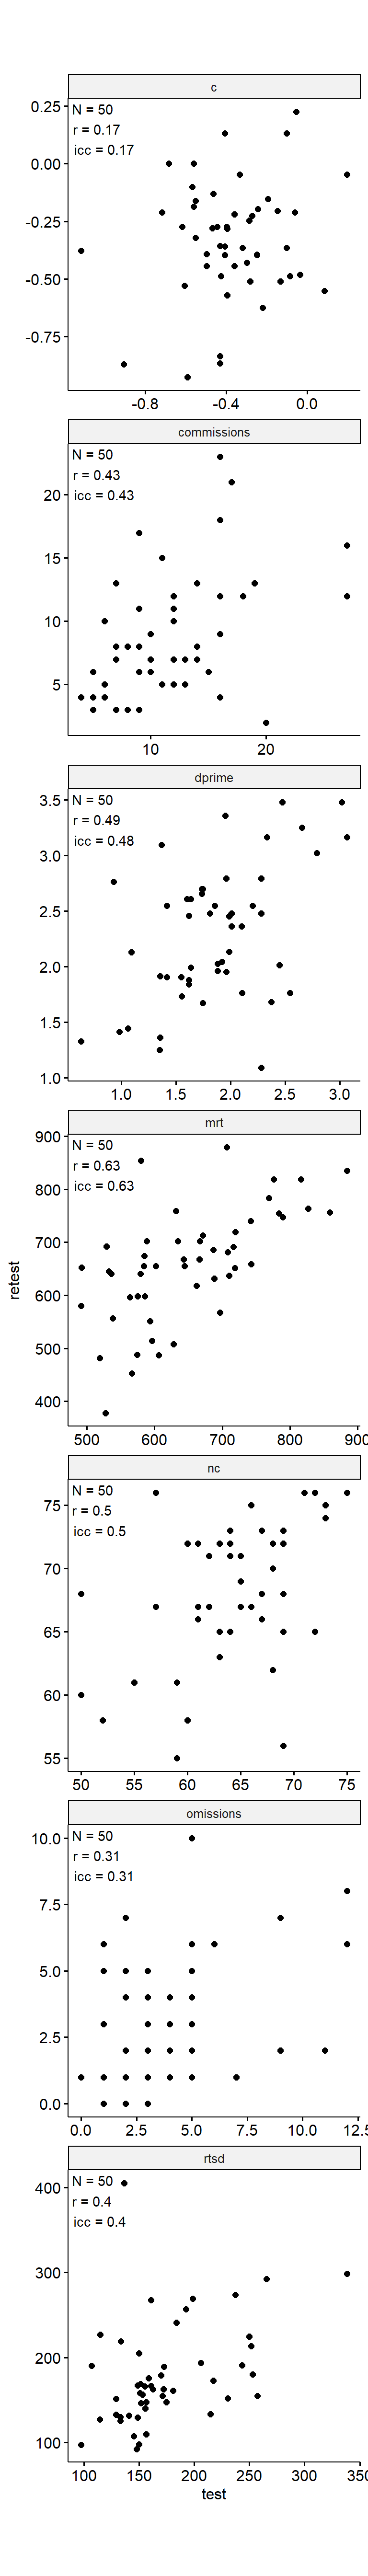 c
N = 50
r = 0.17
icc = 0.17
0.25
0.00
-0.25
-0.50
-0.75
-0.8 -0.4 0.0
commissions
N = 50
r = 0.43
icc = 0.43
20
15
10
5
10 20
dprime
N = 50
r = 0.49
icc = 0.48
3.5
3.0
2.5
2.0
1.5
1.0
1.0 1.5 2.0 2.5 3.0
mrt
N = 50
r = 0.63
icc = 0.63
900
800
700
600
500
400
500 600 700 800 900
retest
nc
N = 50
r = 0.5
icc = 0.5
75
70
65
60
55
50 55 60 65 70 75
omissions
N = 50
r = 0.31
icc = 0.31
10.0
7.5
5.0
2.5
0.0
0.0 2.5 5.0 7.5 10.0 12.5
rtsd
N = 50
r = 0.4
icc = 0.4
400
300
200
100
100 150 200 250 300 350
test